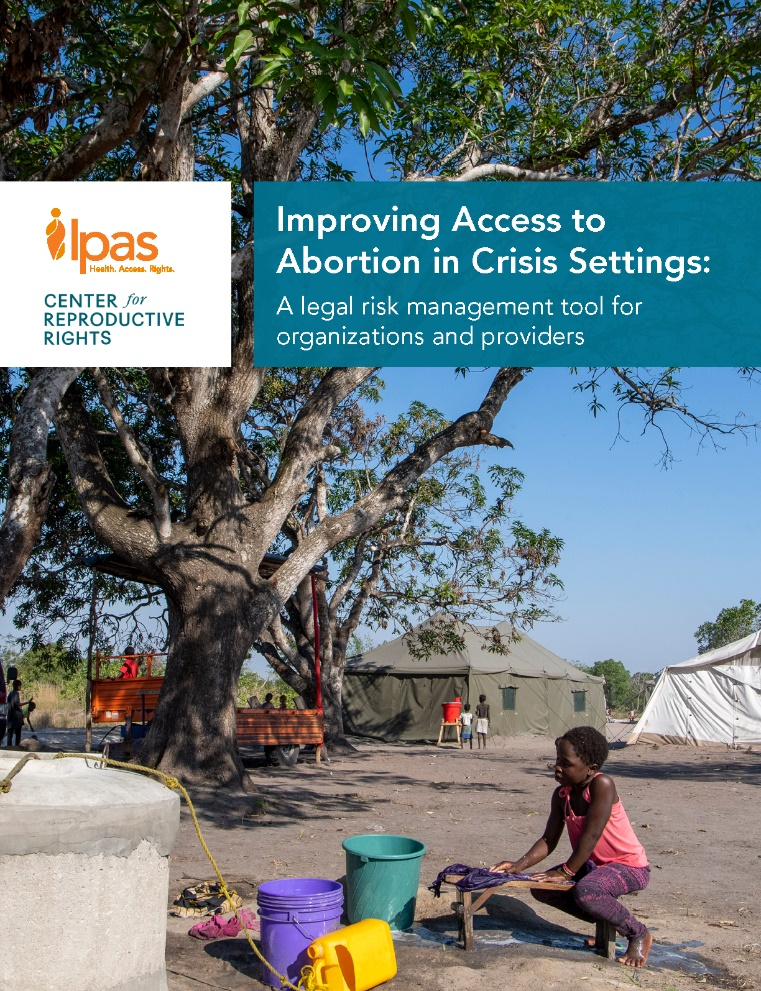 Ipas
Health. Access. Rights.
CENTER for
REPRODUCTIVE
RIGHTS
Improving Access to
Abortion in Crisis Settings:
A legal risk management tool for
organizations and providers